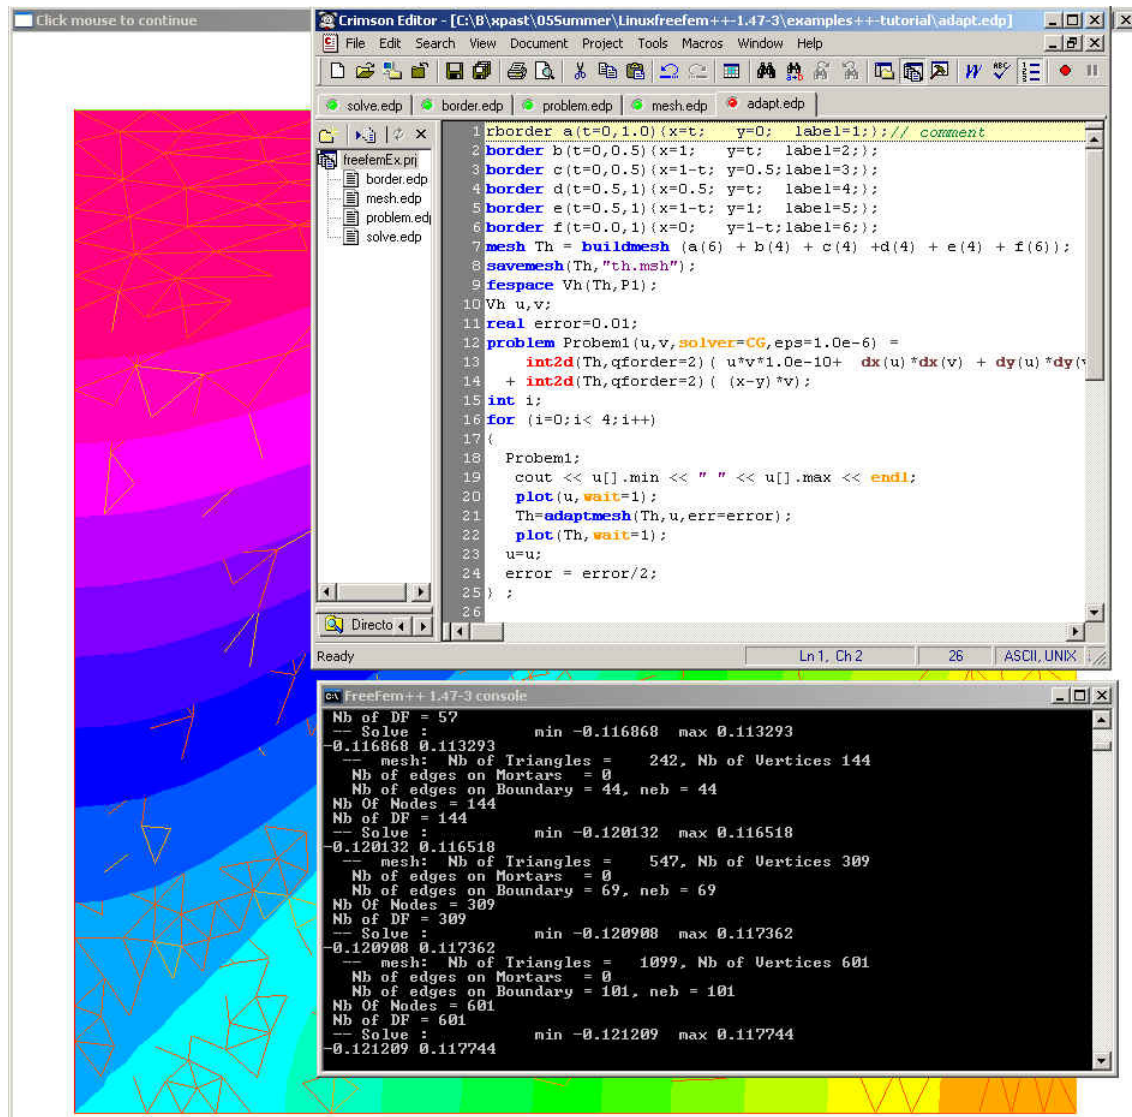 Click mouse to continue
Crimson Editor - [C:\B\xpast\05Summer\Linuxfreefem++-1.47-3\examples++-tutorial\adapt.edp]
File Edit Search View Document Project Tools Macros Window Help
solve.edp border.edp problem.edp mesh.edp adapt.edp
freefemEx.prj
border.edp
mesh.edp
problem.edp
solve.edp
Directo
1 rborder a(t=0,1.0){x=t; y=0; label=1;};// comment
2 border b(t=0,0.5){x=1; y=t; label=2;};
3 border c(t=0,0.5){x=1-t; y=0.5;label=3;};
4 border d(t=0.5,1){x=0.5; y=t; label=4;};
5 border e(t=0.5,1){x=1-t; y=1; label=5;};
6 border f(t=0.0,1){x=0; y=1-t;label=6;};
7 mesh Th = buildmesh (a(6) + b(4) + c(4) +d(4) + e(4) + f(6));
8 savemesh(Th,"th.msh");
9 fespace Vh(Th,P1);
10 Vh u,v;
11 real error=0.01;
12 problem Probem1(u,v,solver=CG,eps=1.0e-6) =
13 int2d(Th,qforder=2)( u*v*1.0e-10+ dx(u)*dx(v) + dy(u)*dy(v
14 + int2d(Th,qforder=2)( (x-y)*v);
15 int i;
16 for (i=0;i< 4;i++)
17 {
18 Probem1;
19 cout << u[].min << " " << u[].max << endl;
20 plot(u,wait=1);
21 Th=adaptmesh(Th,u,err=error);
22 plot(Th,wait=1);
23 u=u;
24 error = error/2;
25 } ;
26
Ready Ln 1, Ch 2 26 ASCII, UNIX
FreeFem++ 1.47-3 console
Nb of DF = 57
-- Solve : min -0.116868 max 0.113293
-0.116868 0.113293
-- mesh: Nb of Triangles = 242, Nb of Vertices 144
Nb of edges on Mortars = 0
Nb of edges on Boundary = 44, neb = 44
Nb Of Nodes = 144
Nb of DF = 144
-- Solve : min -0.120132 max 0.116518
-0.120132 0.116518
-- mesh: Nb of Triangles = 547, Nb of Vertices 309
Nb of edges on Mortars = 0
Nb of edges on Boundary = 69, neb = 69
Nb Of Nodes = 309
Nb of DF = 309
-- Solve : min -0.120908 max 0.117362
-0.120908 0.117362
-- mesh: Nb of Triangles = 1099, Nb of Vertices 601
Nb of edges on Mortars = 0
Nb of edges on Boundary = 101, neb = 101
Nb Of Nodes = 601
Nb of DF = 601
-- Solve : min -0.121209 max 0.117744
-0.121209 0.117744